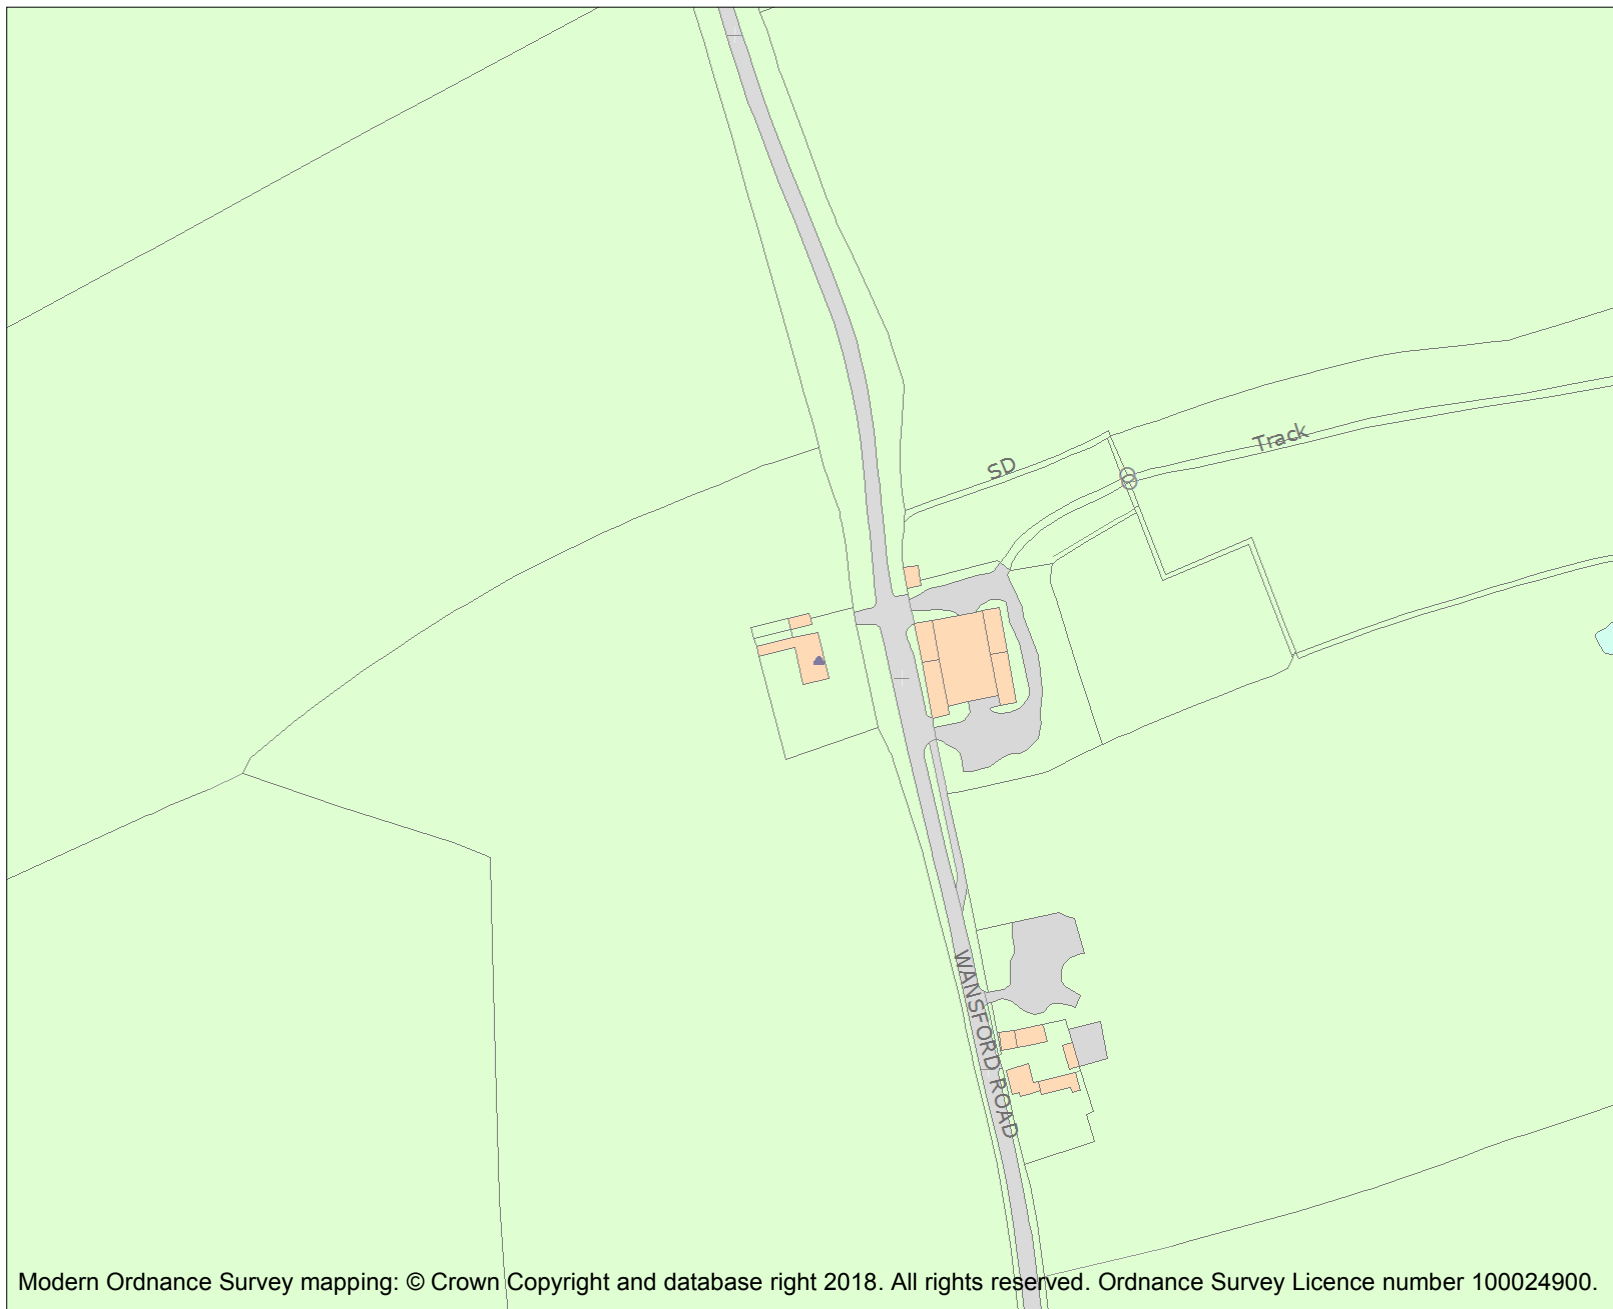 SD
Track
WANSFORD ROAD
Modern Ordnance Survey mapping: © Crown Copyright and database right 2018. All rights reserved. Ordnance Survey Licence number 100024900.